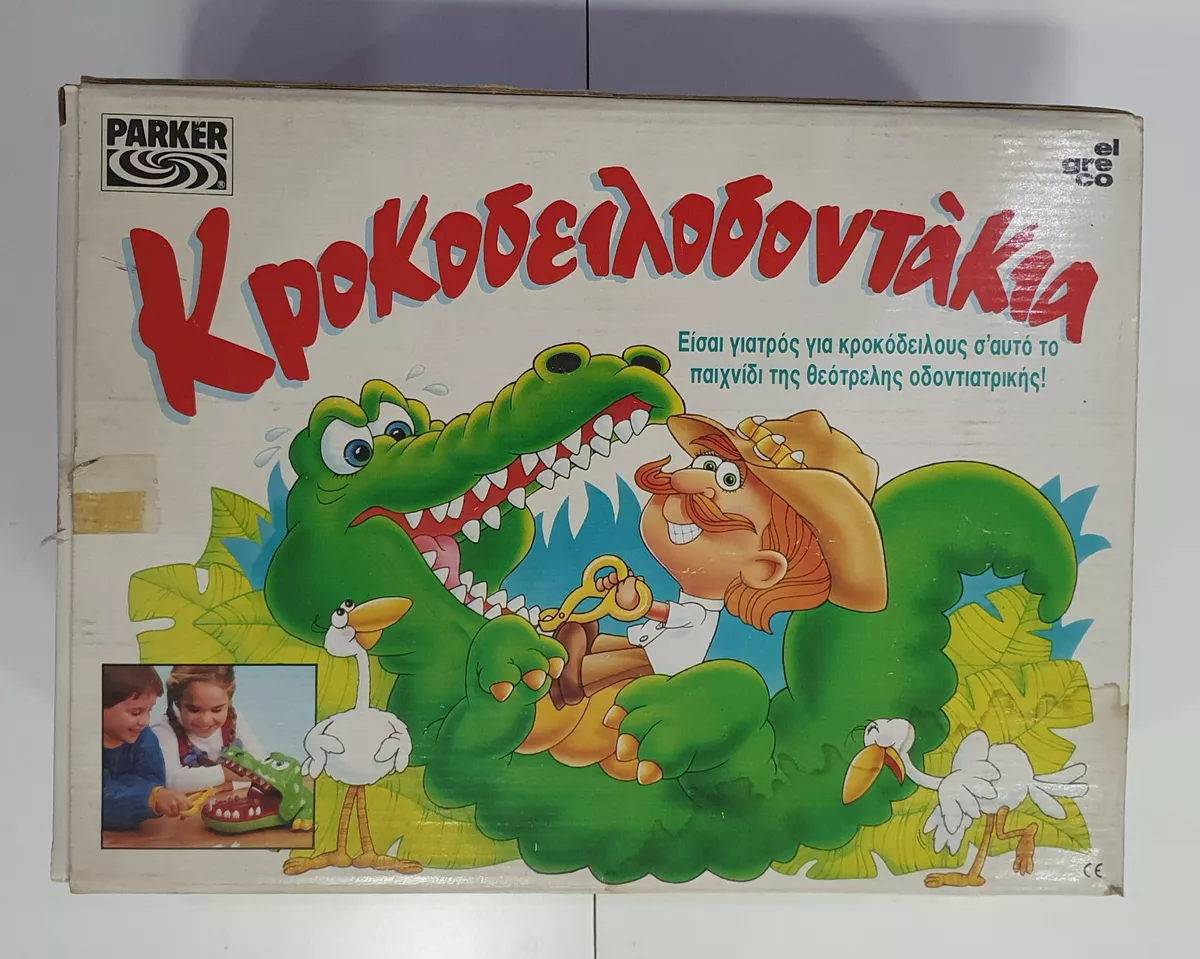 PARKER
el
gre
co
Κροκοδειλοδοντάκια
Είσαι γιατρός για κροκόδειλους σ'αυτό το
παιχνίδι της θεότρελης οδοντιατρικής!
CE